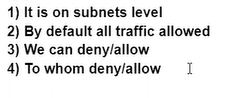 1) It is on subnets level
2) By default all traffic allowed
3) We can deny/allow
4) To whom deny/allow